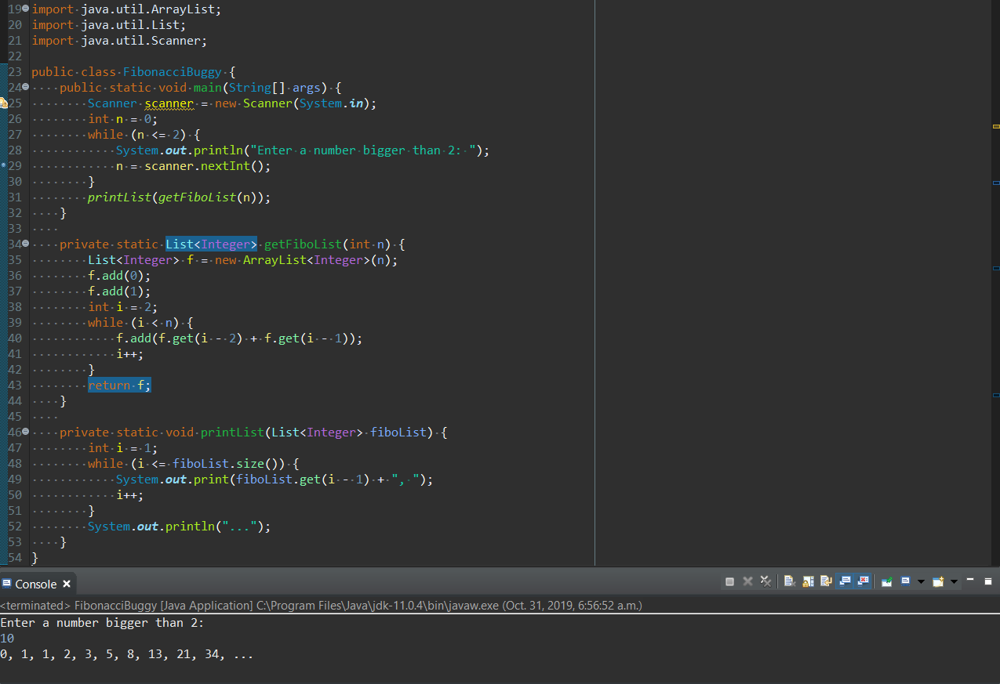 19 import java.util.ArrayList;
20 import java.util.List;
21 import java.util.Scanner;
22
23 public class FibonacciBuggy {
24     public static void main(String[] args) {
25         Scanner scanner = new Scanner(System.in);
26         int n = 0;
27         while (n <= 2) {
28             System.out.println("Enter a number bigger than 2: ");
29             n = scanner.nextInt();
30         }
31         printList(getFiboList(n));
32     }
33
34     private static List<Integer> getFiboList(int n) {
35         List<Integer> f = new ArrayList<Integer>(n);
36         f.add(0);
37         f.add(1);
38         int i = 2;
39         while (i < n) {
40             f.add(f.get(i - 2) + f.get(i - 1));
41             i++;
42         }
43         return f;
44     }
45
46     private static void printList(List<Integer> fiboList) {
47         int i = 1;
48         while (i <= fiboList.size()) {
49             System.out.print(fiboList.get(i - 1) + ", ");
50             i++;
51         }
52         System.out.println("...");
53     }
54 }
Console
<terminated> FibonacciBuggy [Java Application] C:\Program Files\Java\jdk-11.0.4\bin\javaw.exe (Oct. 31, 2019, 6:56:52 a.m.)
Enter a number bigger than 2:
10
0, 1, 1, 2, 3, 5, 8, 13, 21, 34, ...